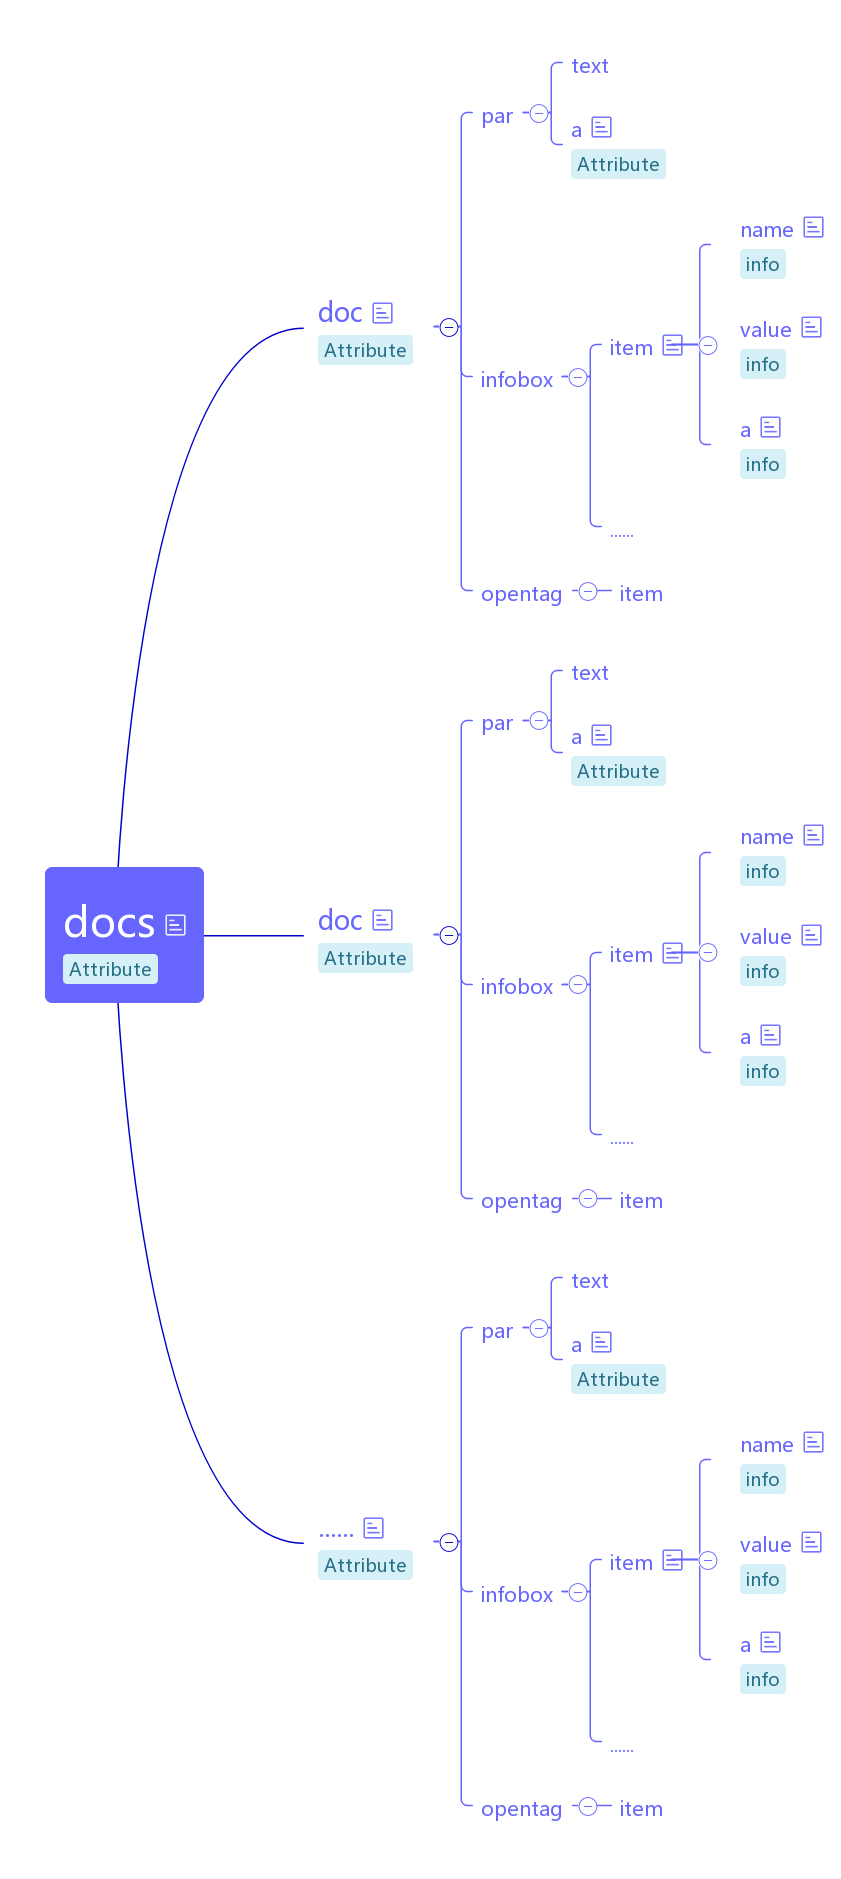 text
par
a
Attribute
name
info
doc
Attribute
value
item
info
infobox
a
info
......
opentag
item
text
par
a
Attribute
name
info
docs
Attribute
doc
Attribute
value
item
info
infobox
a
info
......
opentag
item
text
par
a
Attribute
name
info
......
Attribute
value
item
info
infobox
a
info
......
opentag
item